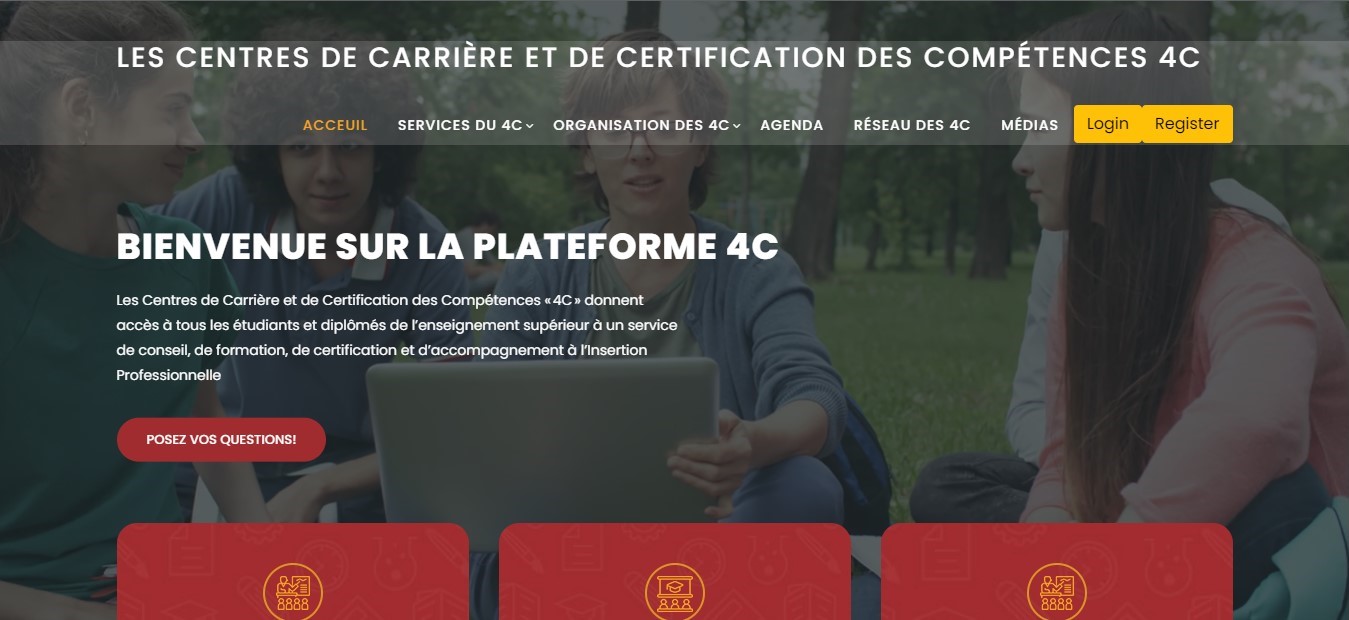 LES CENTRES DE CARRIÈRE ET DE CERTIFICATION DES COMPÉTENCES 4C
ACCEUIL SERVICES DU 4C ORGANISATION DES 4C AGENDA RÉSEAU DES 4C MÉDIAS Login Register
BIENVENUE SUR LA PLATEFORME 4C
Les Centres de Carrière et de Certification des Compétences « 4C » donnent
accès à tous les étudiants et diplômés de l’enseignement supérieur à un service
de conseil, de formation, de certification et d’accompagnement à l’Insertion
Professionnelle
POSEZ VOS QUESTIONS!